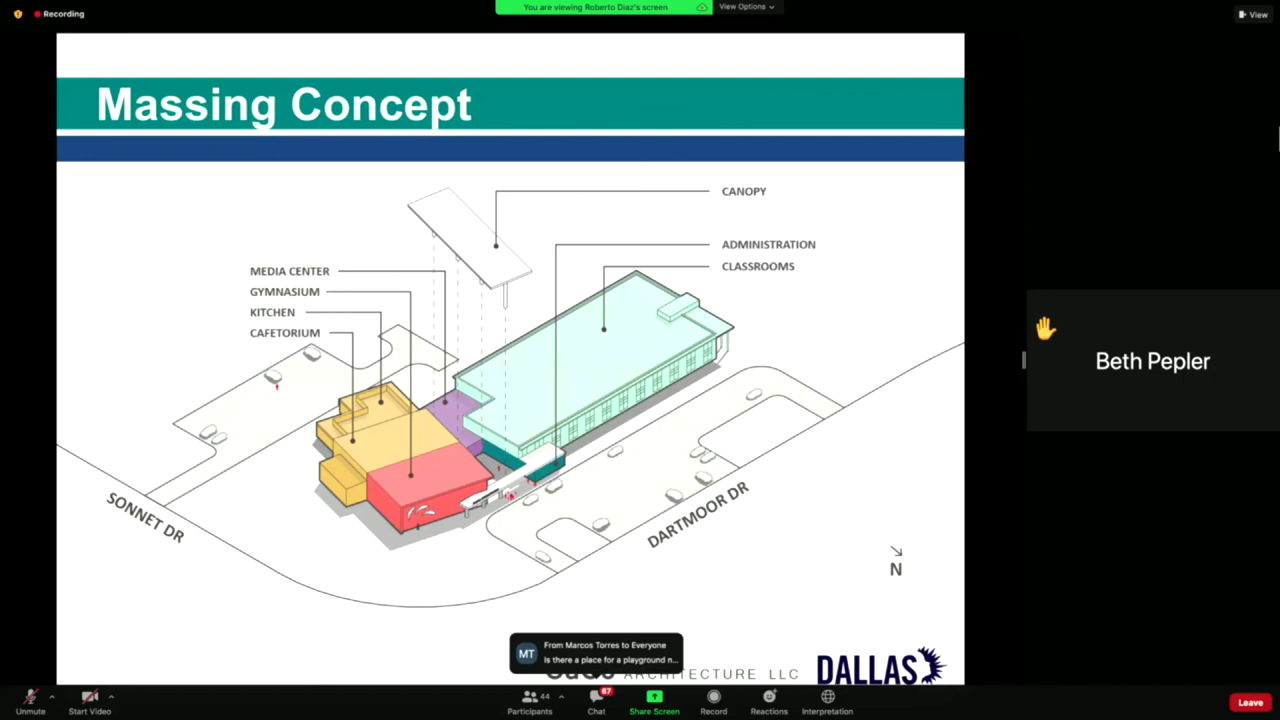 Recording
You are viewing Roberto Diaz's screen
View Options
View
Massing Concept
CANOPY
ADMINISTRATION
CLASSROOMS
MEDIA CENTER
GYMNASIUM
KITCHEN
CAFETORIUM
SONNET DR
DARTMOOR DR
N
Beth Pepler
MT
From Marcos Torres to Everyone
Is there a place for a playground n...
ARCHITECTURE LLC
DALLAS
Unmute
Start Video
44
Participants
67
Chat
Share Screen
Record
Reactions
Interpretation
Leave